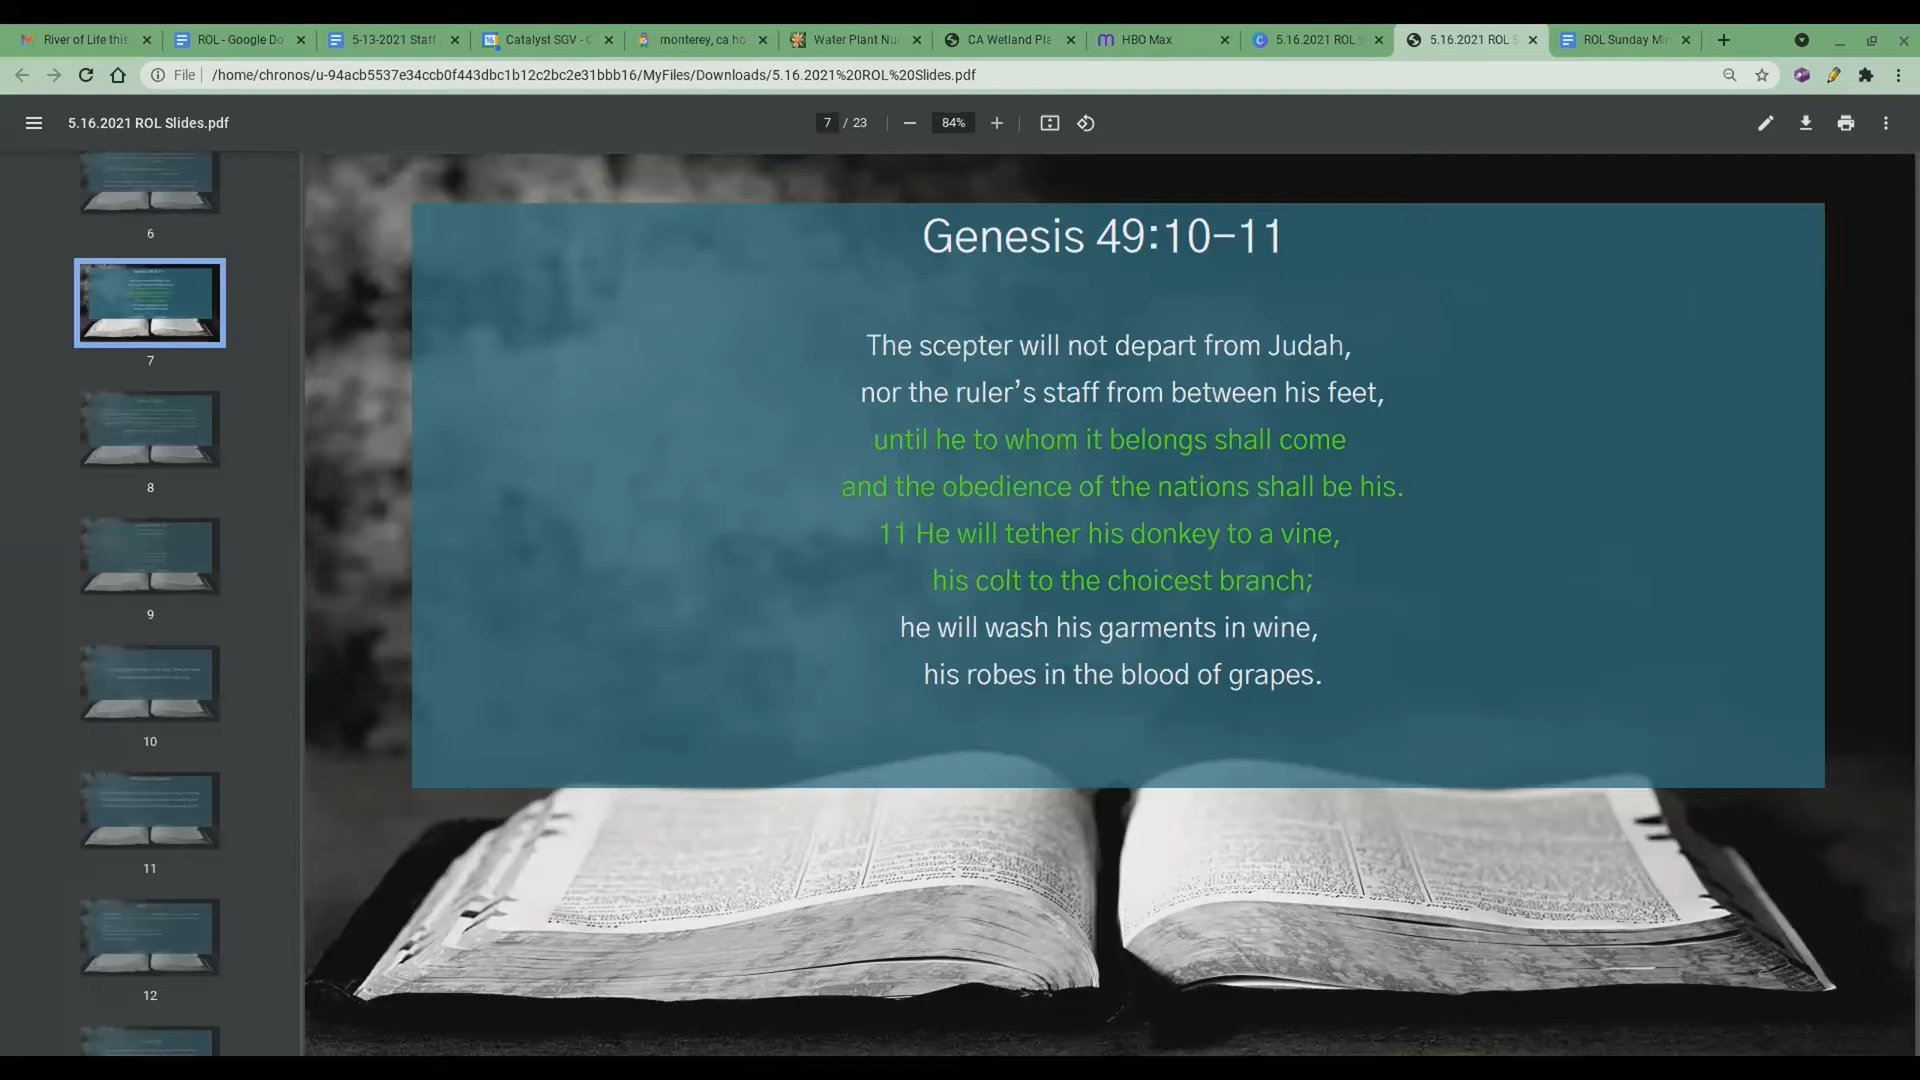 River of Life this
ROL - Google Do
5-13-2021 Staff
Catalyst SGV - C
monterey, ca ho
Water Plant Nu
CA Wetland Pla
HBO Max
5.16.2021 ROL S
5.16.2021 ROL S
ROL Sunday Mi
File
/home/chronos/u-94acb5537e34ccb0f443dbc1b12c2bc2e31bbb16/MyFiles/Downloads/5.16.2021%20ROL%20Slides.pdf
5.16.2021 ROL Slides.pdf
7 / 23
84%
6
7
8
9
10
11
12
Genesis 49:10-11
The scepter will not depart from Judah,
nor the ruler’s staff from between his feet,
until he to whom it belongs shall come
and the obedience of the nations shall be his.
11 He will tether his donkey to a vine,
his colt to the choicest branch;
he will wash his garments in wine,
his robes in the blood of grapes.